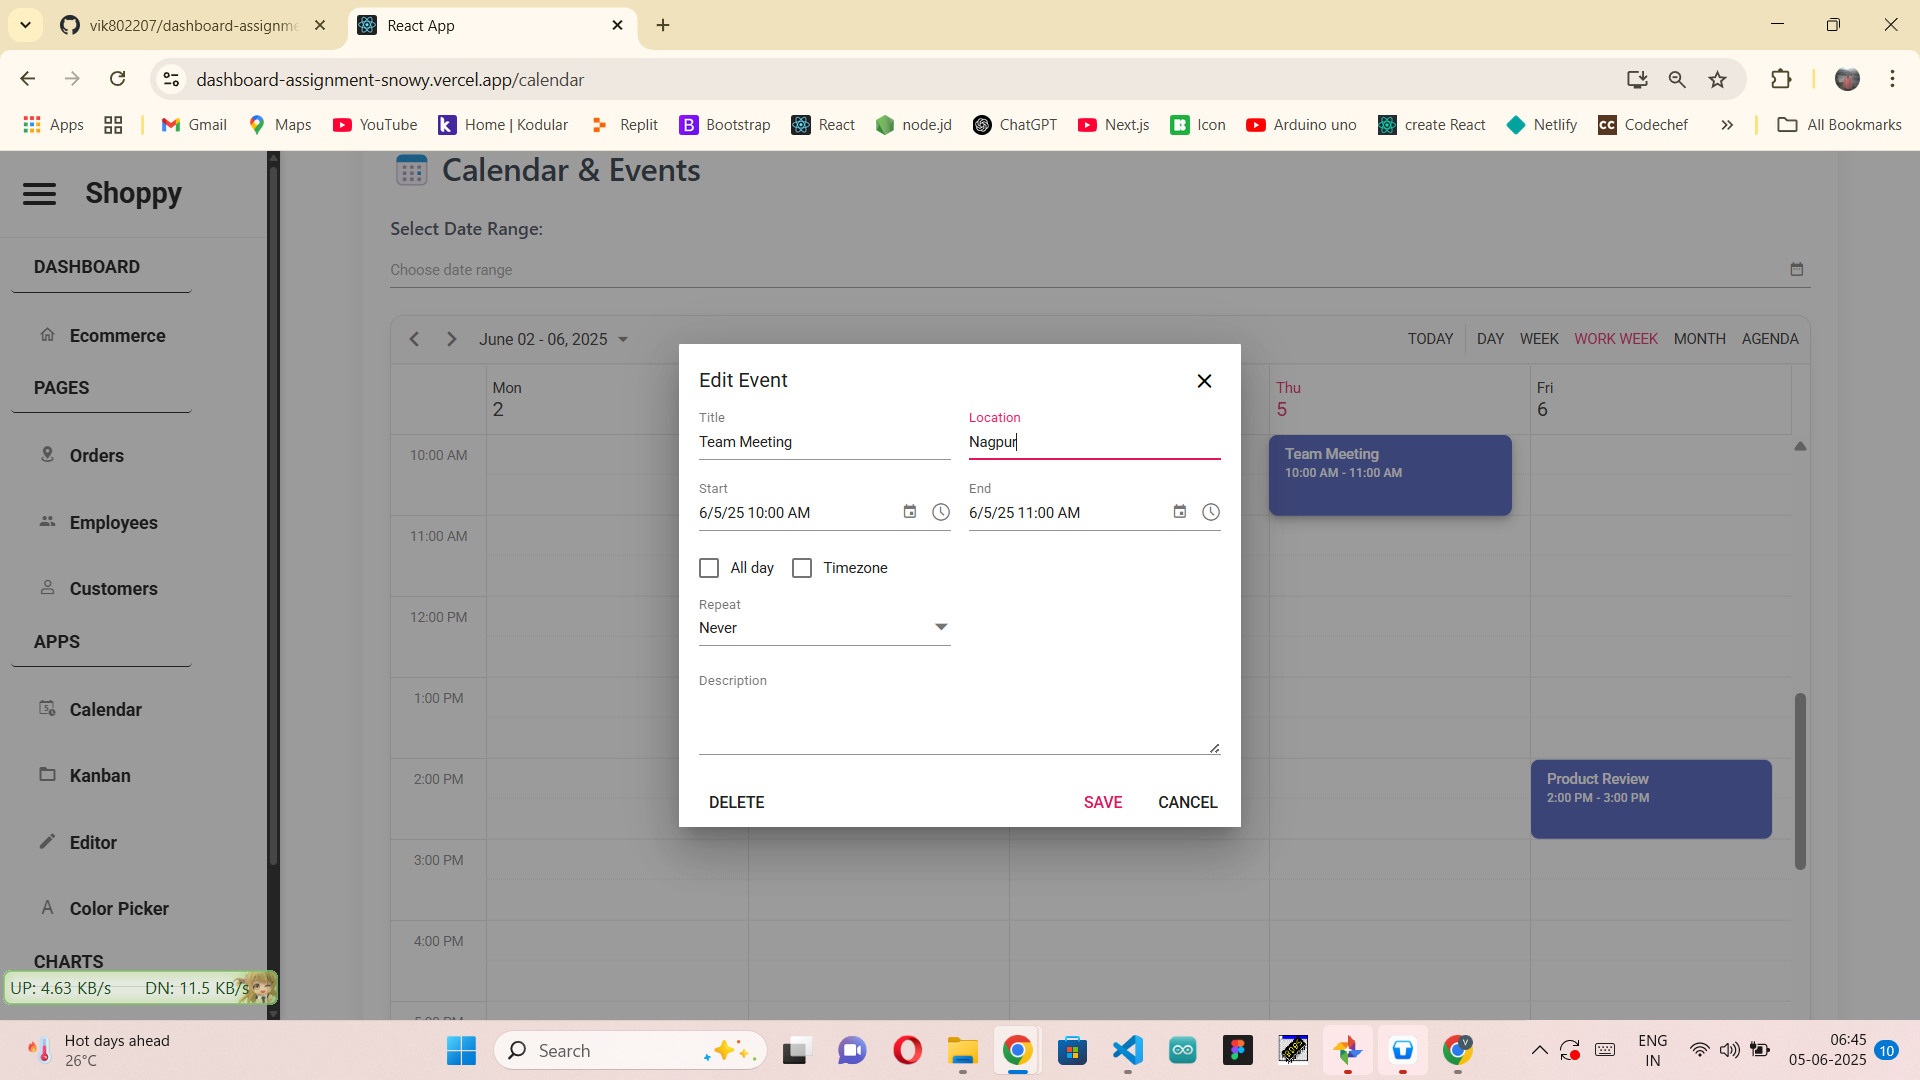 vik802207/dashboard-assignme
React App
dashboard-assignment-snowy.vercel.app/calendar
Apps
Gmail
Maps
YouTube
Home | Kodular
Replit
Bootstrap
React
node.jd
ChatGPT
Next.js
Icon
Arduino uno
create React
Netlify
Codechef
All Bookmarks
Shoppy
DASHBOARD
Ecommerce
PAGES
Orders
Employees
Customers
APPS
Calendar
Kanban
Editor
Color Picker
CHARTS
UP: 4.63 KB/s DN: 11.5 KB/s
Calendar & Events
Select Date Range:
Choose date range
June 02 - 06, 2025
TODAY DAY WEEK WORK WEEK MONTH AGENDA
Mon
2
Thu
5
Fri
6
10:00 AM
11:00 AM
12:00 PM
1:00 PM
2:00 PM
3:00 PM
4:00 PM
5:00 PM
Team Meeting
10:00 AM - 11:00 AM
Product Review
2:00 PM - 3:00 PM
Edit Event
Title
Team Meeting
Location
Nagpur
Start
6/5/25 10:00 AM
End
6/5/25 11:00 AM
All day
Timezone
Repeat
Never
Description
DELETE
SAVE
CANCEL
Hot days ahead
26°C
Search
ENG
IN
06:45
05-06-2025
10